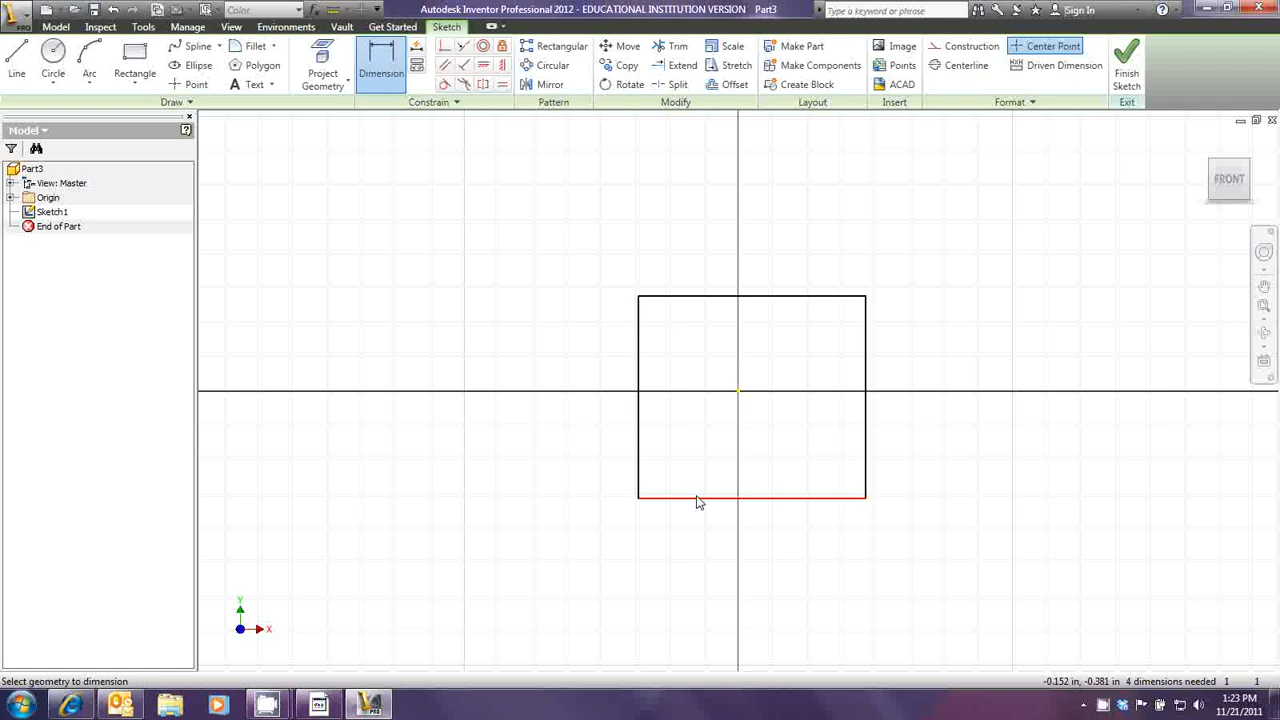 Color
Autodesk Inventor Professional 2012 - EDUCATIONAL INSTITUTION VERSION Part3
Type a keyword or phrase
Sign In
PRO
Model Inspect Tools Manage View Environments Vault Get Started Sketch
Line
Circle
Arc
Rectangle
Spline
Ellipse
Point
Fillet
Polygon
Text
Project Geometry
Dimension
Rectangular
Circular
Mirror
Move
Copy
Rotate
Trim
Extend
Split
Scale
Stretch
Offset
Make Part
Make Components
Create Block
Image
Points
ACAD
Construction
Centerline
Center Point
Driven Dimension
Finish Sketch
Draw Constrain Pattern Modify Layout Insert Format Exit
Model
Part3
View: Master
Origin
Sketch1
End of Part
FRONT
Y
X
Select geometry to dimension
-0.152 in, -0.381 in 4 dimensions needed 1 1
1:23 PM
11/21/2011